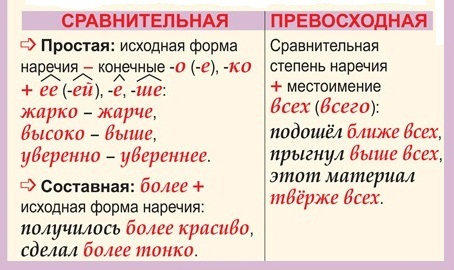 СРАВНИТЕЛЬНАЯ
⇨ Простая: исходная форма
наречия – конечные -о (-е), -ко
+ ее (-ей), -е, -ше:
жарко – жарче,
высоко – выше,
уверенно – увереннее.
⇨ Составная: более +
исходная форма наречия:
получилось более красиво,
сделал более тонко.
ПРЕВОСХОДНАЯ
Сравнительная
степень наречия
+ местоимение
всех (всего):
подошёл ближе всех,
прыгнул выше всех,
этот материал
твёрже всех.